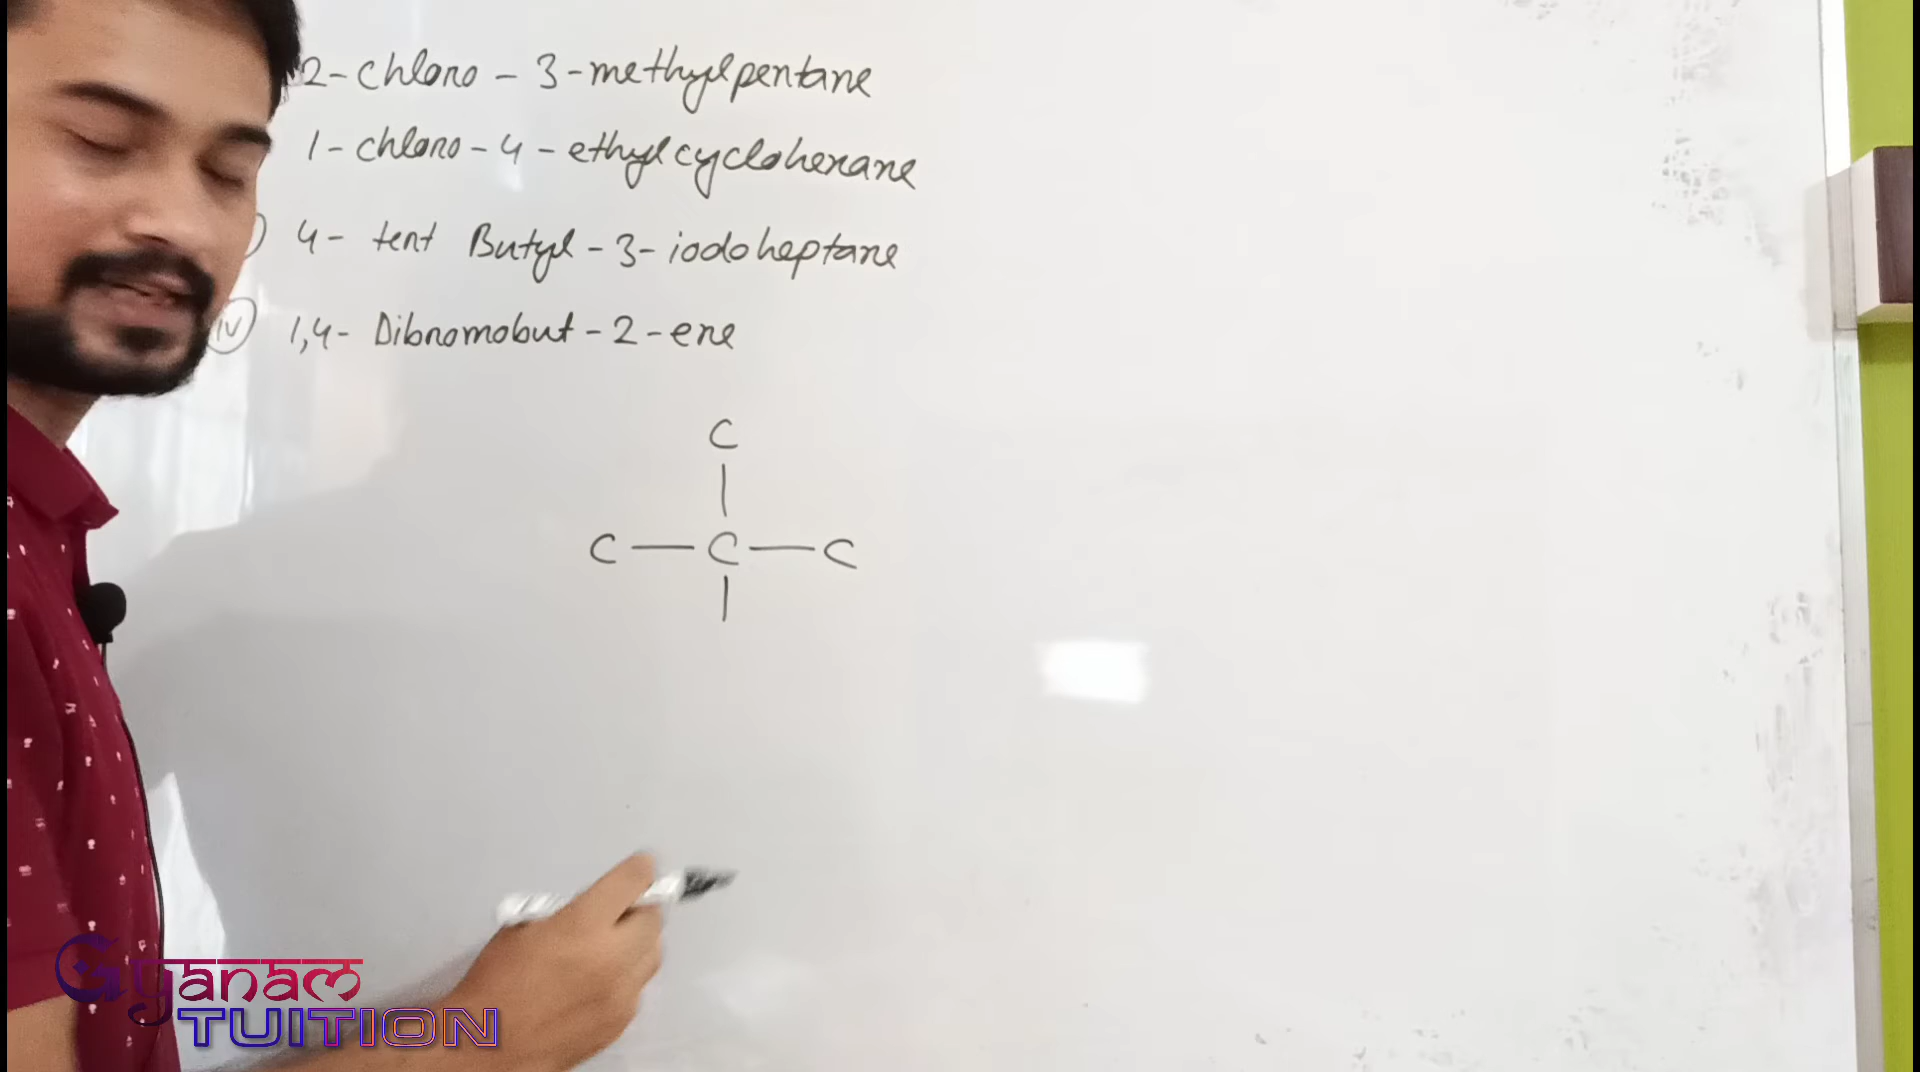 2-chloro-3-methylpentane
1-chloro-4-ethylcyclohexane
) 4- tert Butyl-3-iodoheptane
(iv) 1,4-Dibromobut-2-ene
C
C — C — C
Gyanam
TUITION